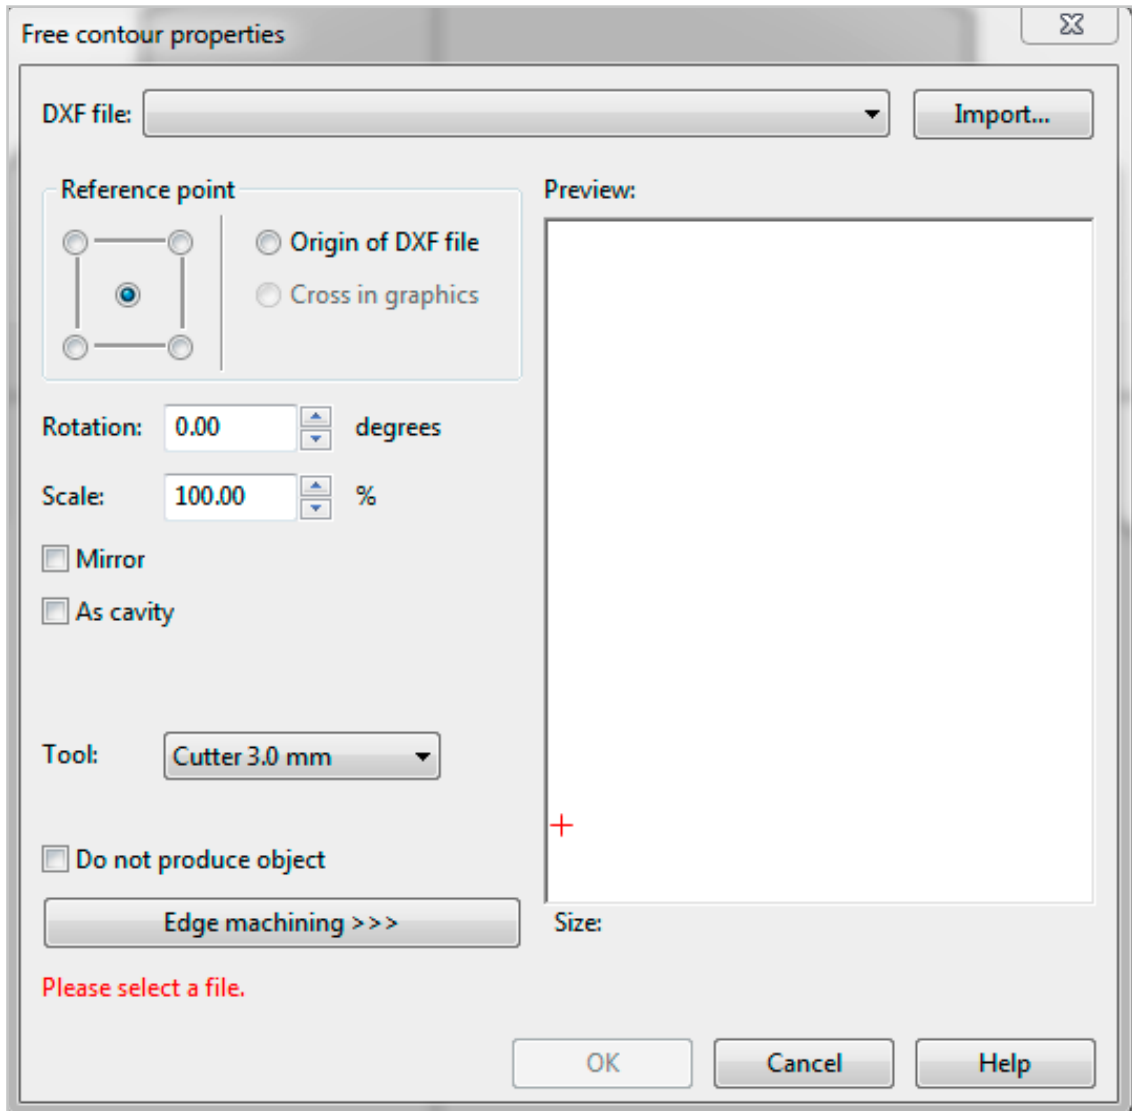 Free contour properties
DXF file:
Import...
Reference point
Origin of DXF file
Cross in graphics
Preview:
Rotation: 0.00 degrees
Scale: 100.00 %
Mirror
As cavity
Tool: Cutter 3.0 mm
Do not produce object
Edge machining >>>
Size:
Please select a file.
OK
Cancel
Help